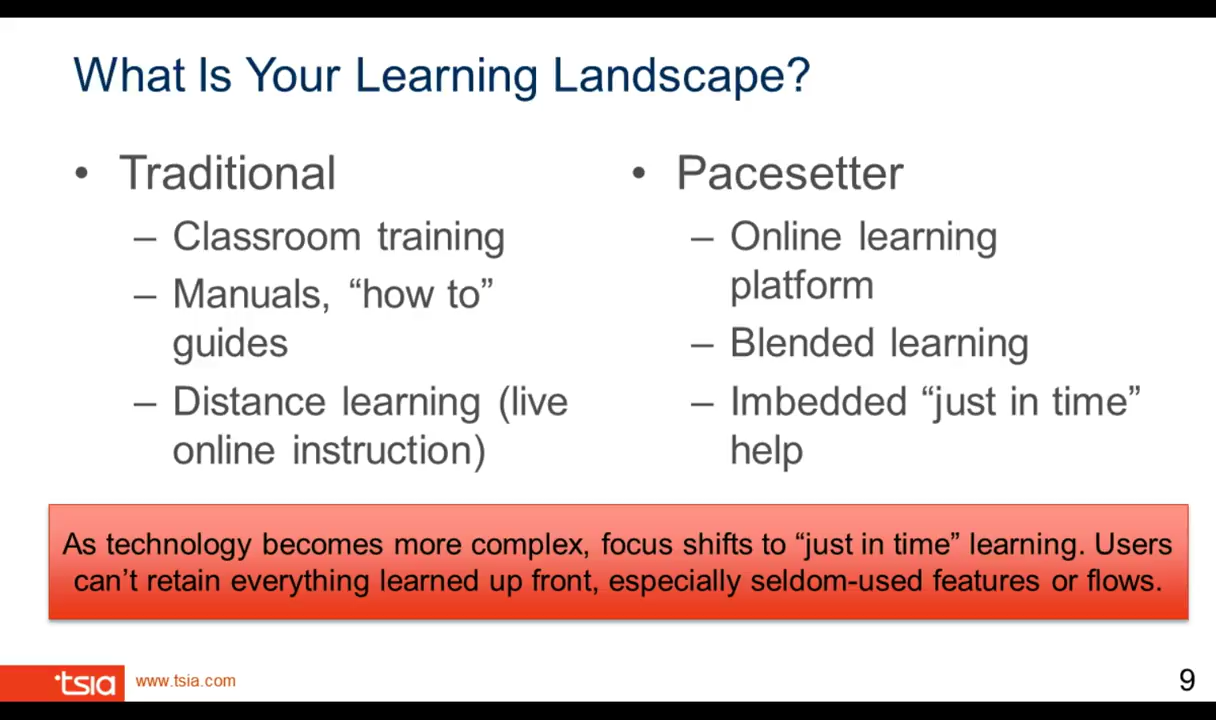 What Is Your Learning Landscape?
• Traditional
– Classroom training
– Manuals, “how to”
guides
– Distance learning (live
online instruction)
• Pacesetter
– Online learning
platform
– Blended learning
– Imbedded “just in time”
help
As technology becomes more complex, focus shifts to “just in time” learning. Users
can’t retain everything learned up front, especially seldom-used features or flows.
tsia
www.tsia.com
9